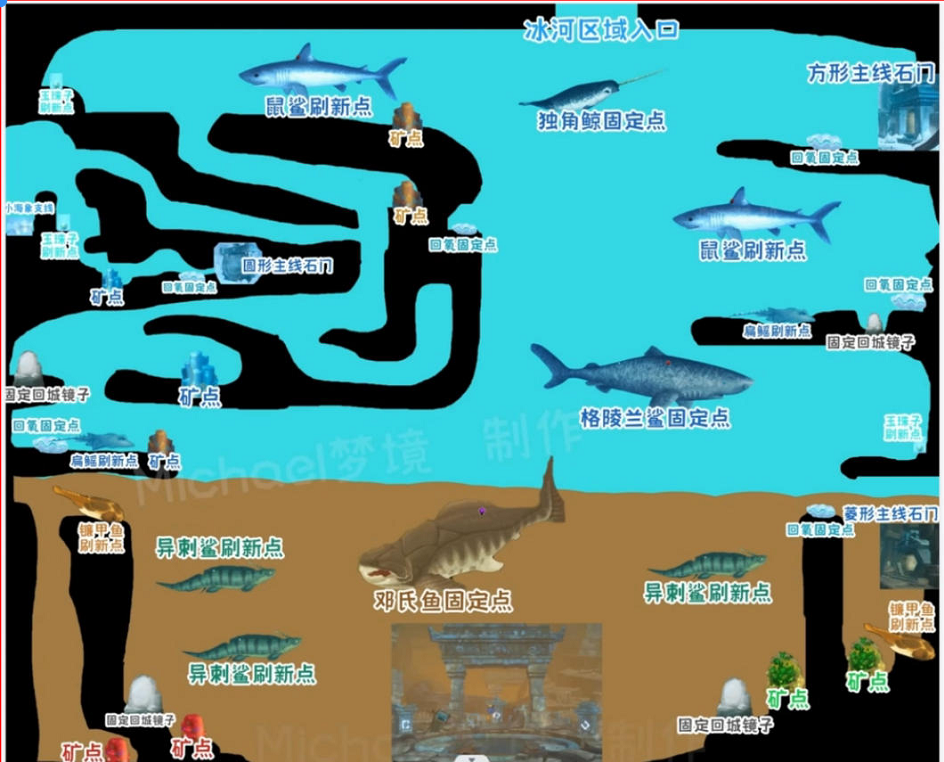 冰河区域入口
方形主线石门
玉珠子
刷新点
鼠鲨刷新点
独角鲸固定点
矿点
回氧固定点
小海象支线
矿点
玉珠子
刷新点
回氧固定点
鼠鲨刷新点
圆形主线石门
矿点
回氧固定点
回氧固定点
扁鳐刷新点
固定回城镜子
固定回城镜子
矿点
格陵兰鲨固定点
回氧固定点
玉珠子
刷新点
扁鳐刷新点
矿点
Michael梦境 制作
镰甲鱼
刷新点
菱形主线石门
回氧固定点
异刺鲨刷新点
邓氏鱼固定点
异刺鲨刷新点
镰甲鱼
刷新点
异刺鲨刷新点
矿点
矿点
固定回城镜子
固定回城镜子
矿点
矿点
制作